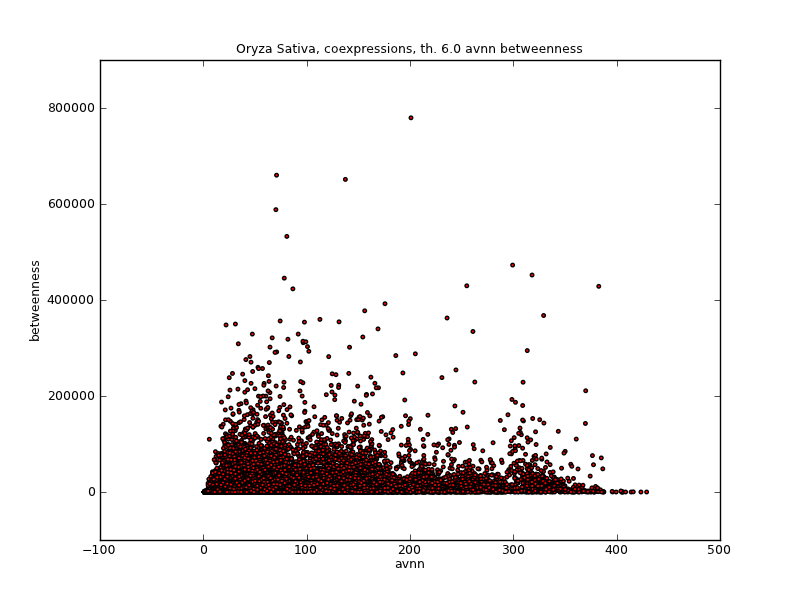 Oryza Sativa, coexpressions, th. 6.0 avnn betweenness
800000
600000
400000
200000
0
betweenness
−100 0 100 200 300 400 500
avnn